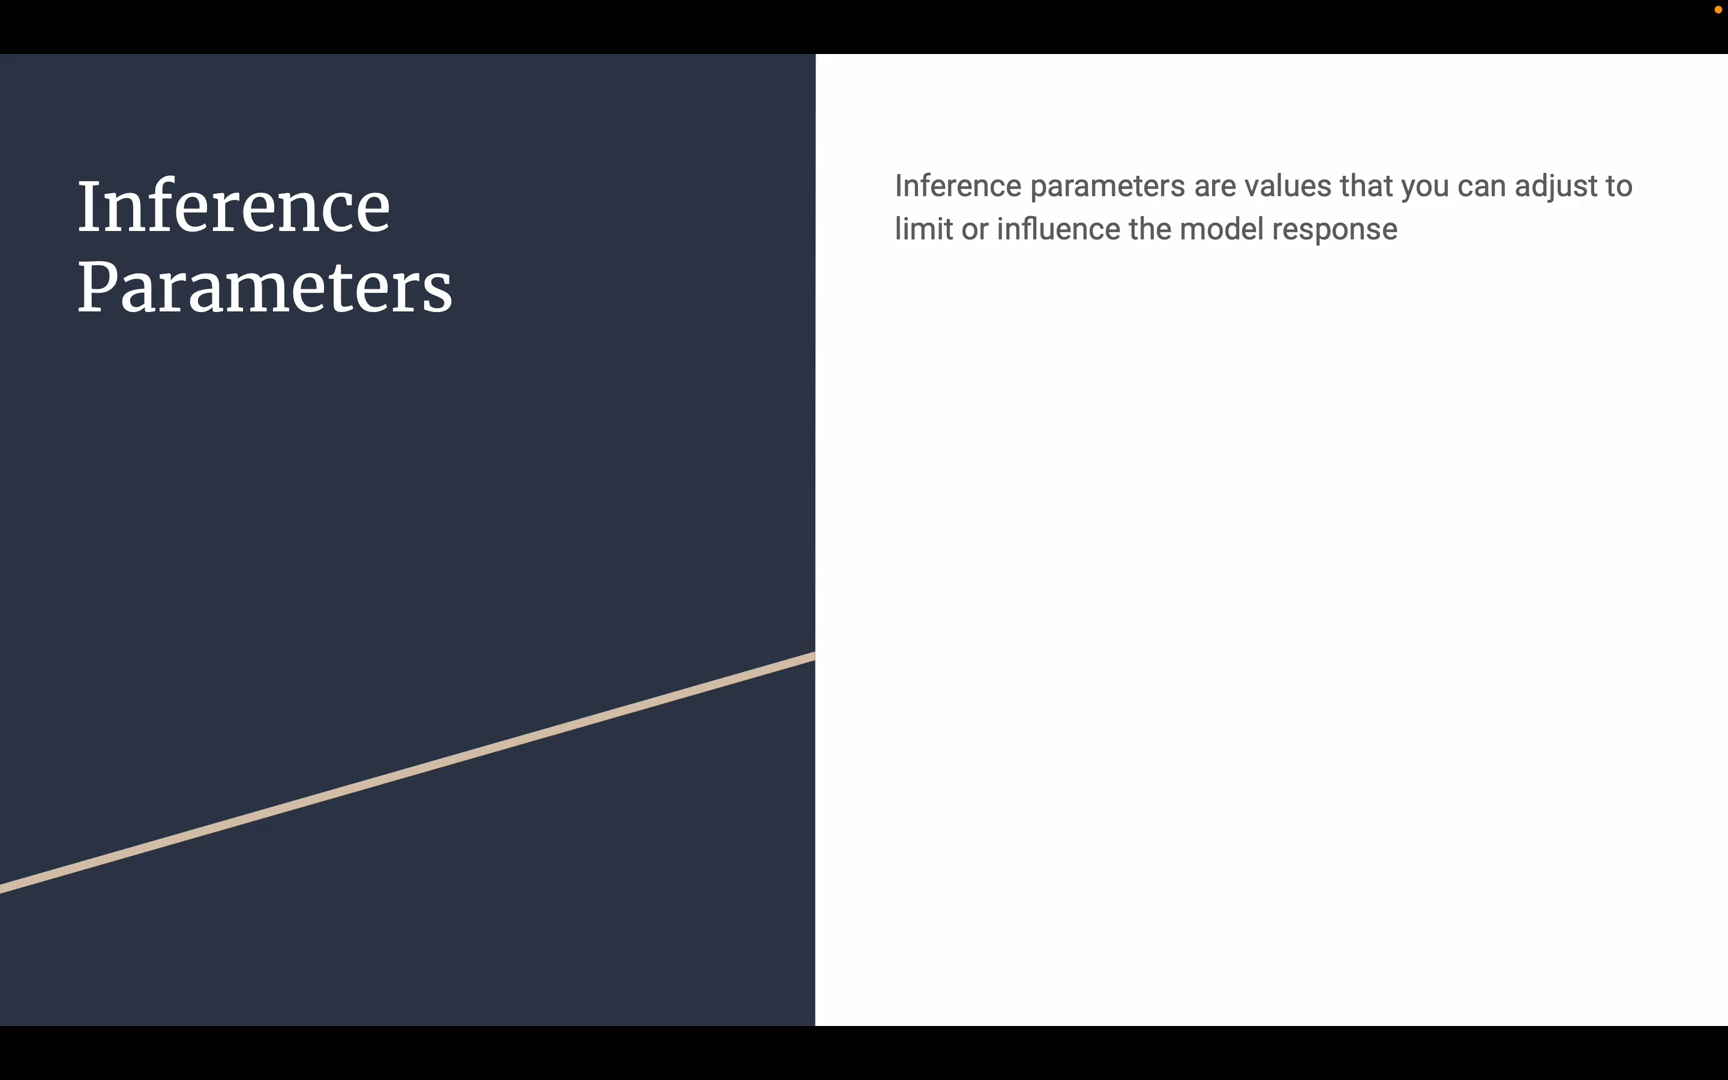 Inference
Parameters
Inference parameters are values that you can adjust to
limit or influence the model response